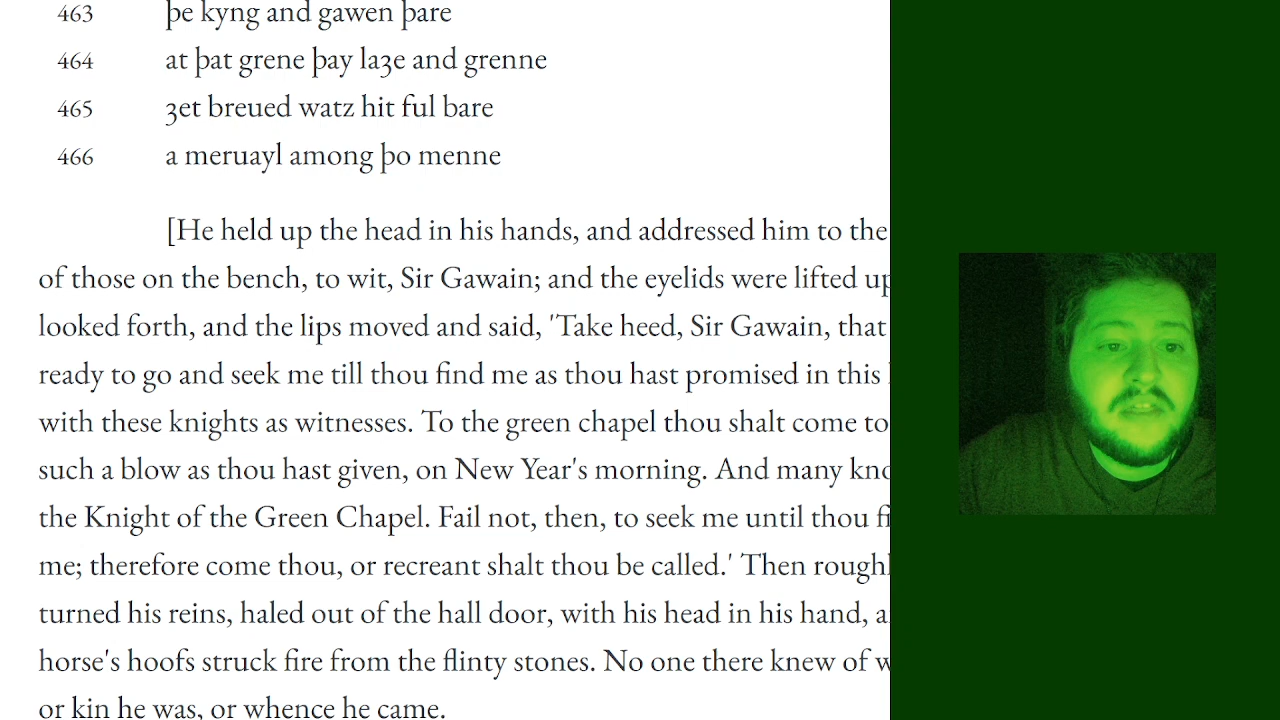 463 þe kyng and gawen þare
464 at þat grene þay laȝe and grenne
465 ȝet breued watz hit ful bare
466 a meruayl among þo menne
[He held up the head in his hands, and addressed him to the
of those on the bench, to wit, Sir Gawain; and the eyelids were lifted up
looked forth, and the lips moved and said, 'Take heed, Sir Gawain, that
ready to go and seek me till thou find me as thou hast promised in this
with these knights as witnesses. To the green chapel thou shalt come to
such a blow as thou hast given, on New Year's morning. And many
the Knight of the Green Chapel. Fail not, then, to seek me until thou
me; therefore come thou, or recreant shalt thou be called.' Then
turned his reins, haled out of the hall door, with his head in his hand,
horse's hoofs struck fire from the flinty stones. No one there knew of
or kin he was, or whence he came.